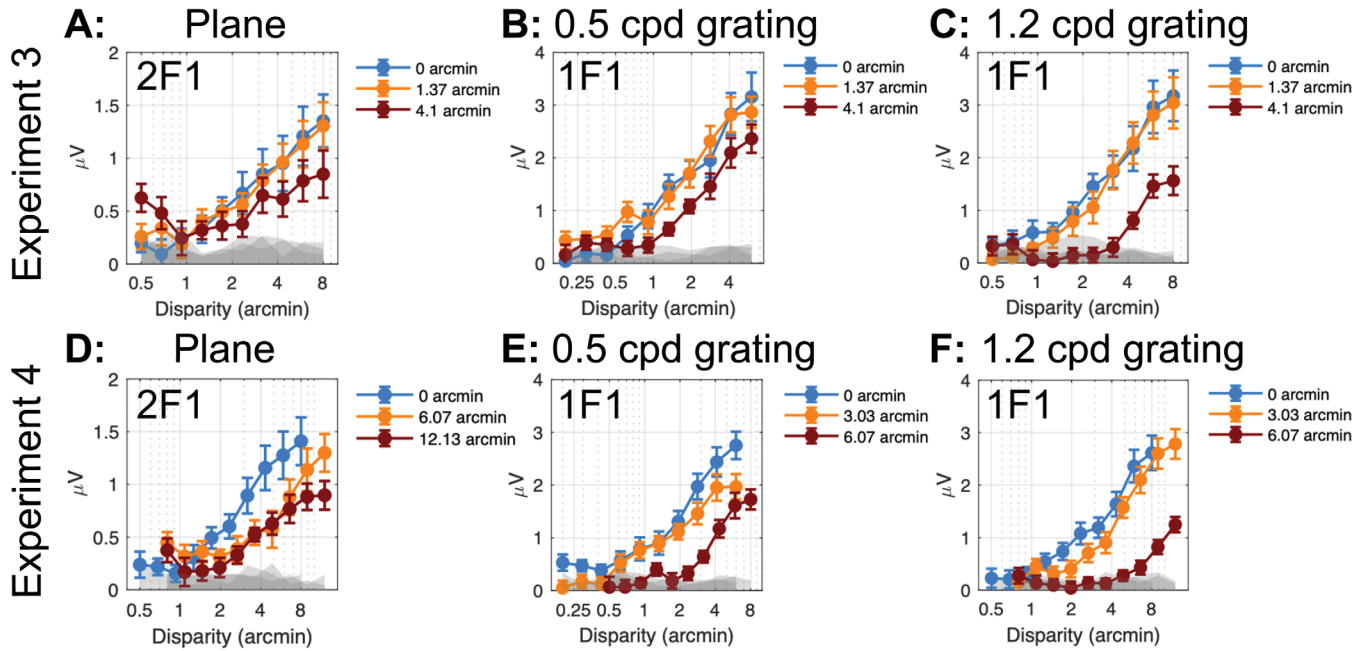 Experiment 3
A: Plane
2F1
2
1.5
1
0.5
0
μV
0.5 1 2 4 8
Disparity (arcmin)
0 arcmin
1.37 arcmin
4.1 arcmin
B: 0.5 cpd grating
1F1
4
3
2
1
0
μV
0.25 0.5 1 2 4
Disparity (arcmin)
0 arcmin
1.37 arcmin
4.1 arcmin
C: 1.2 cpd grating
1F1
4
3
2
1
0
μV
0.5 1 2 4 8
Disparity (arcmin)
0 arcmin
1.37 arcmin
4.1 arcmin
Experiment 4
D: Plane
2F1
2
1.5
1
0.5
0
μV
0.5 1 2 4 8
Disparity (arcmin)
0 arcmin
6.07 arcmin
12.13 arcmin
E: 0.5 cpd grating
1F1
4
3
2
1
0
μV
0.25 0.5 1 2 4 8
Disparity (arcmin)
0 arcmin
3.03 arcmin
6.07 arcmin
F: 1.2 cpd grating
1F1
4
3
2
1
0
μV
0.5 1 2 4 8
Disparity (arcmin)
0 arcmin
3.03 arcmin
6.07 arcmin